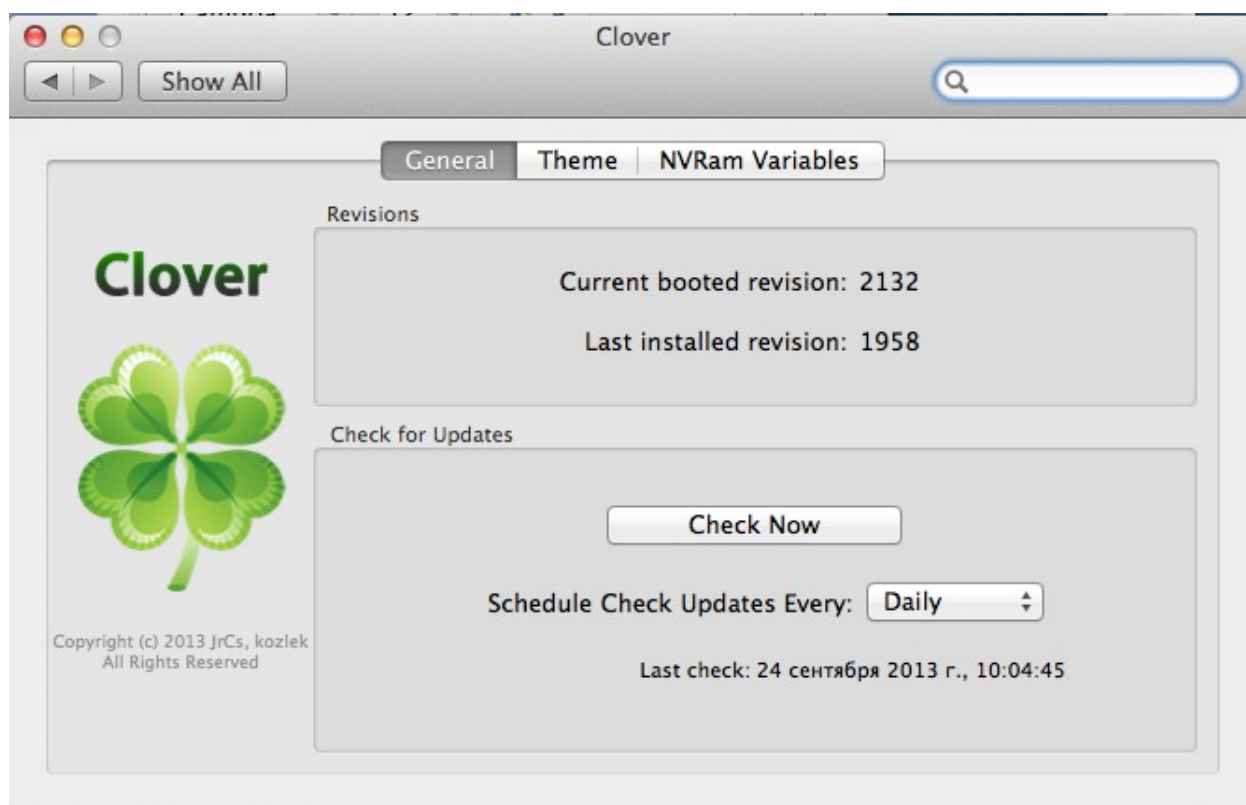 Clover
Show All
General Theme NVRam Variables
Revisions
Clover
Current booted revision: 2132
Last installed revision: 1958
Check for Updates
Check Now
Schedule Check Updates Every: Daily
Copyright (c) 2013 JrCs, kozlek
All Rights Reserved
Last check: 24 сентября 2013 г., 10:04:45